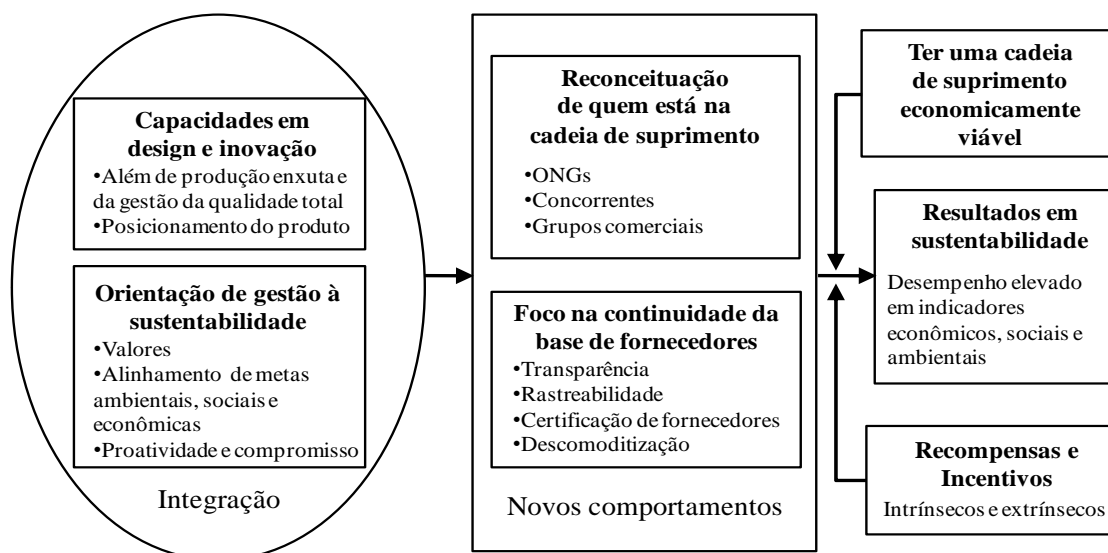 Capacidades em
design e inovação
•Além de produção enxuta e
da gestão da qualidade total
•Posicionamento do produto
Orientação de gestão à
sustentabilidade
•Valores
•Alinhamento de metas
ambientais, sociais e
econômicas
•Proatividade e compromisso
Integração
Reconceituação
de quem está na
cadeia de suprimento
•ONGs
•Concorrentes
•Grupos comerciais
Foco na continuidade da
base de fornecedores
•Transparência
•Rastreabilidade
•Certificação de fornecedores
•Descomoditização
Novos comportamentos
Ter uma cadeia
de suprimento
economicamente
viável
Resultados em
sustentabilidade
Desempenho elevado
em indicadores
econômicos, sociais e
ambientais
Recompensas e
Incentivos
Intrínsecos e extrínsecos